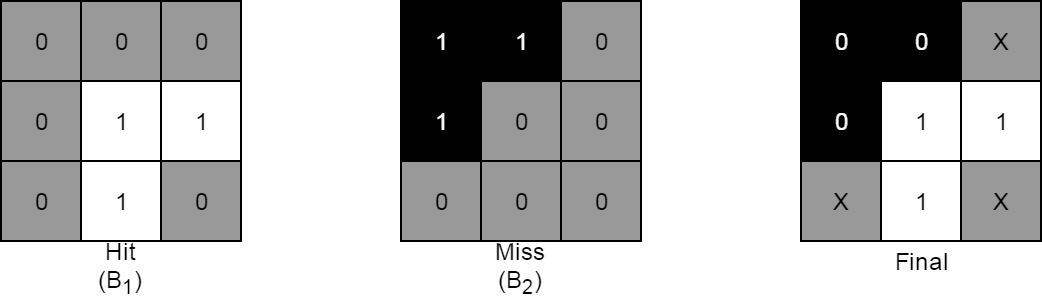 0 0 0 1 1 0 0 0 X
0 1 1 1 0 0 0 1 1
0 1 0 0 0 0 X 1 X
Hit Miss Final
(B1) (B2)